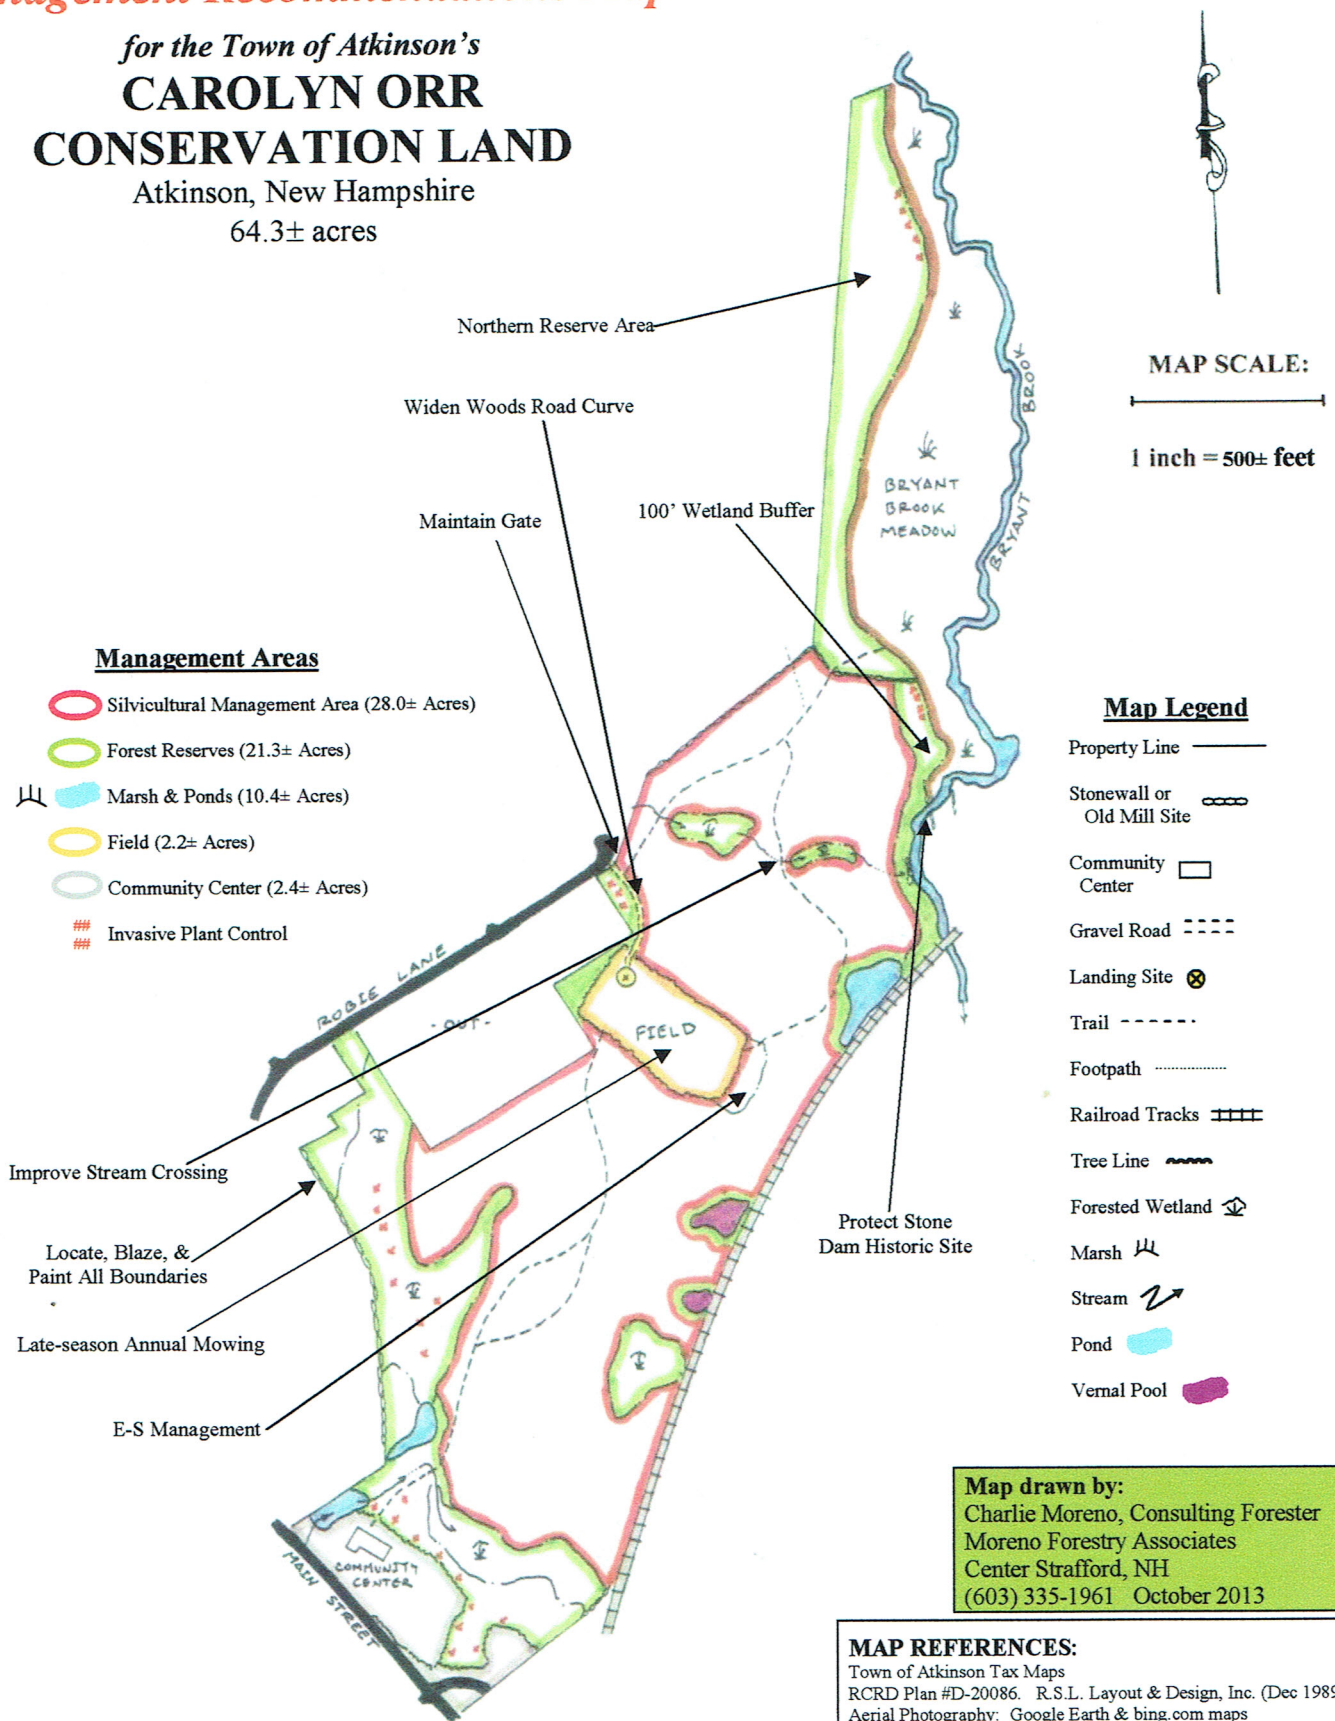 for the Town of Atkinson's
CAROLYN ORR
CONSERVATION LAND
Atkinson, New Hampshire
64.3± acres
Northern Reserve Area
Widen Woods Road Curve
Maintain Gate
100' Wetland Buffer
BRYANT
BROOK
MEADOW
BRYANT BROOK
MAP SCALE:
1 inch = 500± feet
Management Areas
Silvicultural Management Area (28.0± Acres)
Forest Reserves (21.3± Acres)
Marsh & Ponds (10.4± Acres)
Field (2.2± Acres)
Community Center (2.4± Acres)
Invasive Plant Control
Map Legend
Property Line
Stonewall or
Old Mill Site
Community
Center
Gravel Road
Landing Site
Trail
Footpath
Railroad Tracks
Tree Line
Forested Wetland
Marsh
Stream
Pond
Vernal Pool
ROBIE LANE
- OUT -
FIELD
Improve Stream Crossing
Locate, Blaze, &
Paint All Boundaries
Late-season Annual Mowing
E-S Management
Protect Stone
Dam Historic Site
COMMUNITY
CENTER
MAIN STREET
Map drawn by:
Charlie Moreno, Consulting Forester
Moreno Forestry Associates
Center Strafford, NH
(603) 335-1961 October 2013
MAP REFERENCES:
Town of Atkinson Tax Maps
RCRD Plan #D-20086. R.S.L. Layout & Design, Inc. (Dec 1989
Aerial Photography: Google Earth & bing.com maps